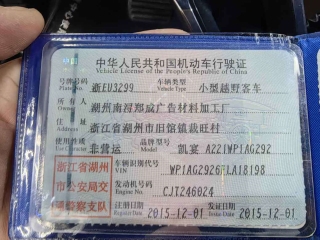 中华人民共和国机动车行驶证
Vehicle License of the People's Republic of China
号牌号码 浙EU3299 车辆类型 小型越野客车
Plate No. Vehicle Type
所有人 湖州南浔郑成广告材料加工厂
Owner
住址 浙江省湖州市旧馆镇载旺村
Address
使用性质 非营运 品牌型号 凯宴 WP1AG292
浙江省湖州市公安局交通警察支队
车辆识别代号 WP1AG2926 LA18198
VIN
发动机号码 CJT246024
Engine No.
注册日期 2015-12-01 发证日期 2015-12-01
Register Date Issue Date